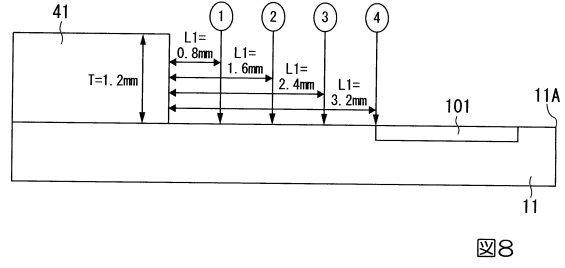 41
1
2
3
4
L1=
0.8mm
L1=
1.6mm
L1=
2.4mm
L1=
3.2mm
T=1.2mm
101
11A
11
図8